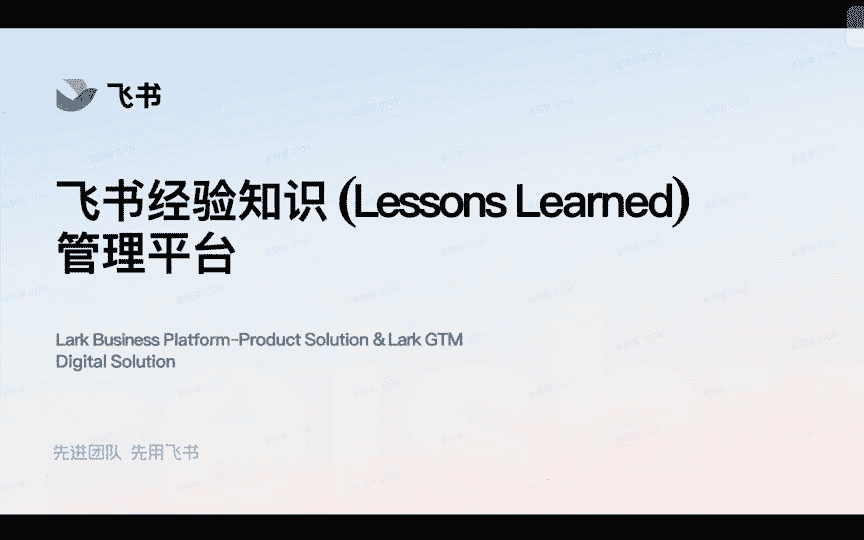 飞书
飞书经验知识 (Lessons Learned)
管理平台
Lark Business Platform-Product Solution & Lark GTM
Digital Solution
先进团队 先用飞书